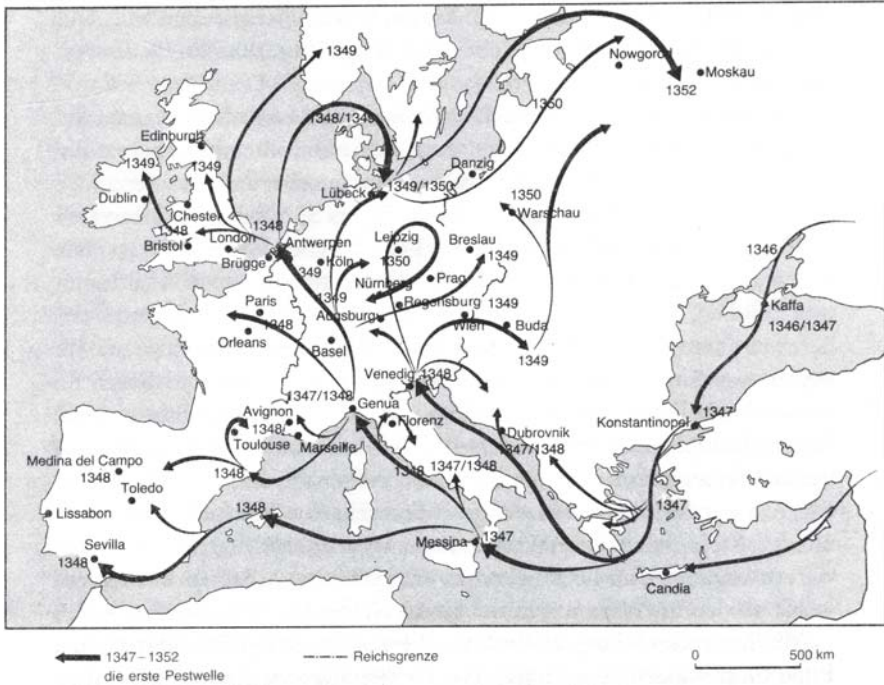 1349
Nowgorod
Moskau
1352
1350
1348/1349
Edinburgh
1349
1349
Danzig
Lübeck
1349/1350
Dublin
Chester
1348
1350
Warschau
Bristol
London
1348
Antwerpen
Leipzig
Breslau
1346
Brügge
Köln
1350
1349
1349
Prag
Nürnberg
1349
Kaffa
Paris
Regensburg
1349
1346/1347
1348
Augsburg
Wien
Buda
Orleans
Basel
1349
Venedig
1348
1347/1348
Genua
Konstantinopel
1347
Avignon
Florenz
1348
Dubrovnik
Toulouse
Marseille
1347/1348
Medina del Campo
1348
1348
1347/1348
1348
Toledo
1348
1347
Lissabon
Messina
1347
Sevilla
1348
Candia
1347–1352
die erste Pestwelle
Reichsgrenze
0
500 km